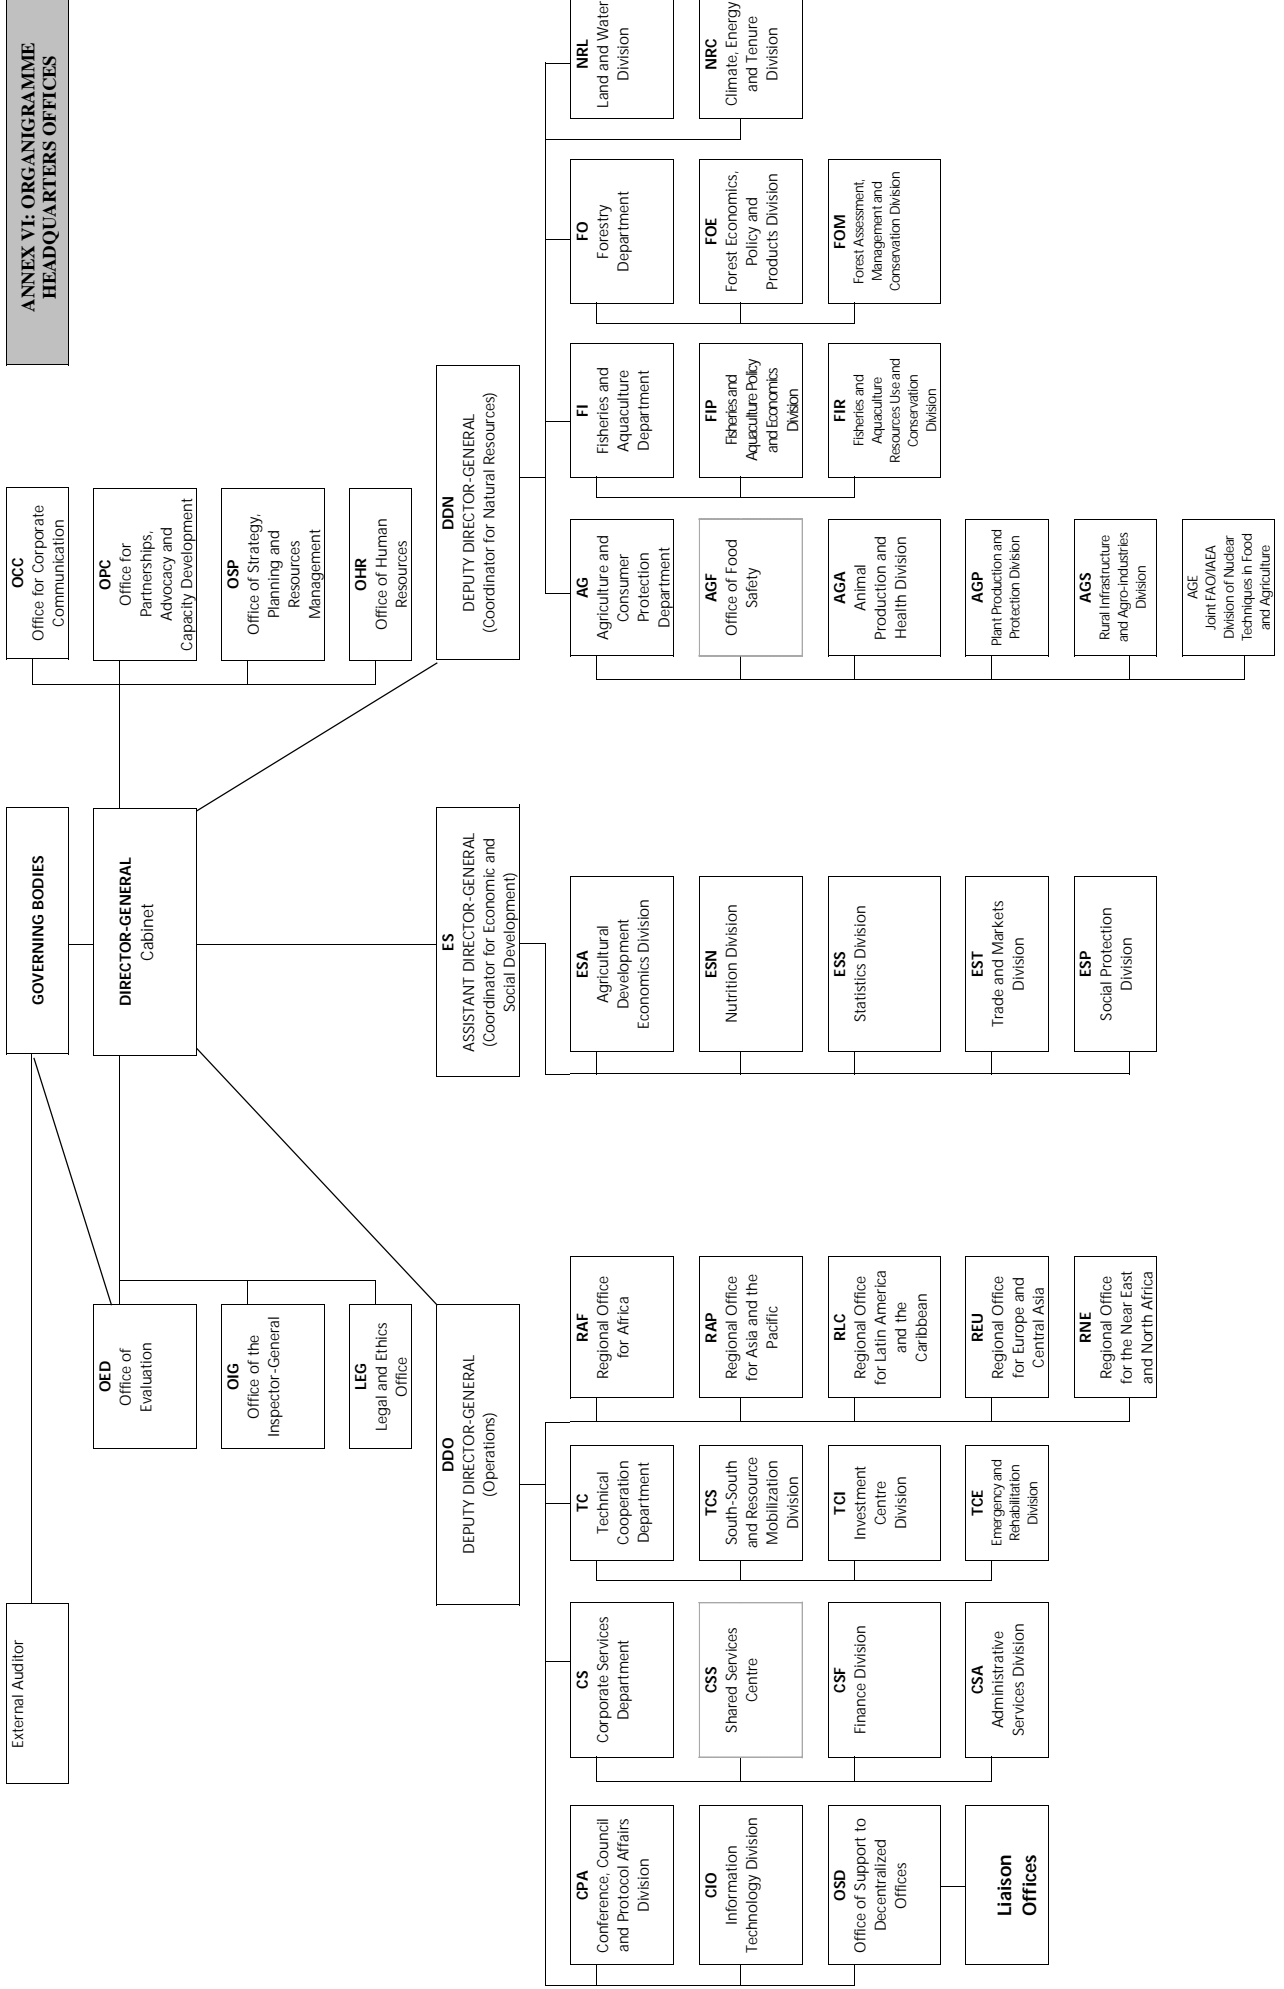 ANNEX VI: ORGANIGRAMME
HEADQUARTERS OFFICES
External Auditor
GOVERNING BODIES
DIRECTOR-GENERAL
Cabinet
OED
Office of
Evaluation
OIG
Office of the
Inspector-General
LEG
Legal and Ethics
Office
OCC
Office for Corporate
Communication
OPC
Office for
Partnerships,
Advocacy and
Capacity Development
OSP
Office of Strategy,
Planning and
Resources
Management
OHR
Office of Human
Resources
DDO
DEPUTY DIRECTOR-GENERAL
(Operations)
ES
ASSISTANT DIRECTOR-GENERAL
(Coordinator for Economic and
Social Development)
DDN
DEPUTY DIRECTOR-GENERAL
(Coordinator for Natural Resources)
CPA
Conference, Council
and Protocol Affairs
Division
CIO
Information
Technology Division
OSD
Office of Support to
Decentralized
Offices
Liaison
Offices
CS
Corporate Services
Department
CSS
Shared Services
Centre
CSF
Finance Division
CSA
Administrative
Services Division
TC
Technical
Cooperation
Department
TCS
South-South
and Resource
Mobilization
Division
TCI
Investment
Centre
Division
TCE
Emergency and
Rehabilitation
Division
RAF
Regional Office
for Africa
RAP
Regional Office
for Asia and the
Pacific
RLC
Regional Office
for Latin America
and the
Caribbean
REU
Regional Office
for Europe and
Central Asia
RNE
Regional Office
for the Near East
and North Africa
ESA
Agricultural
Development
Economics Division
ESN
Nutrition Division
ESS
Statistics Division
EST
Trade and Markets
Division
ESP
Social Protection
Division
AG
Agriculture and
Consumer
Protection
Department
AGF
Office of Food
Safety
AGA
Animal
Production and
Health Division
AGP
Plant Production and
Protection Division
AGS
Rural Infrastructure
and Agro-industries
Division
AGE
Joint FAO/IAEA
Division of Nuclear
Techniques in Food
and Agriculture
FI
Fisheries and
Aquaculture
Department
FIP
Fisheries and
Aquaculture Policy
and Economics
Division
FIR
Fisheries and
Aquaculture
Resources Use and
Conservation
Division
FO
Forestry
Department
FOE
Forest Economics,
Policy and
Products Division
FOM
Forest Assessment,
Management and
Conservation Division
NRL
Land and Water
Division
NRC
Climate, Energy
and Tenure
Division